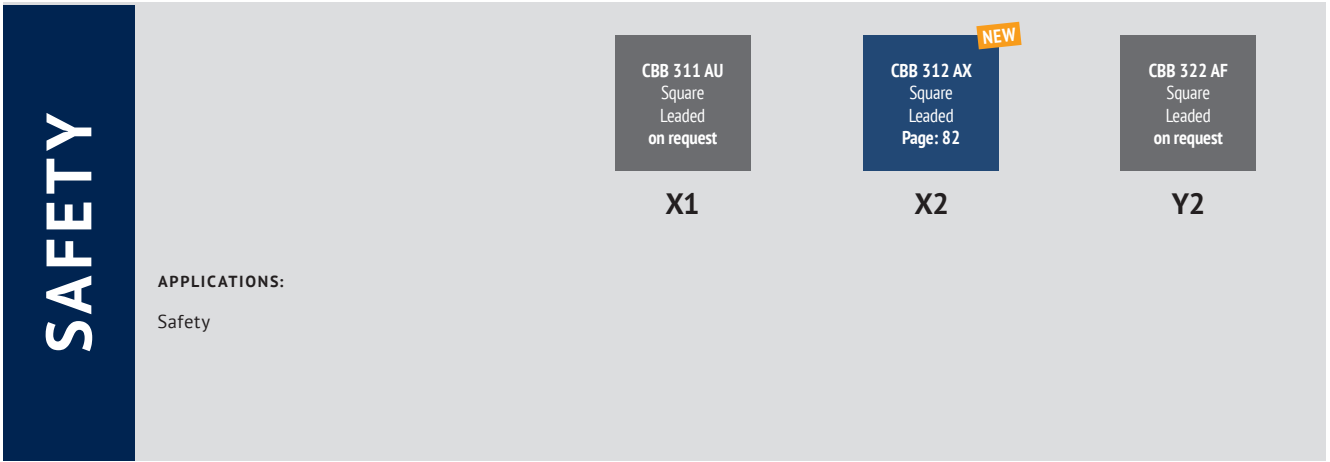 SAFETY
NEW
CBB 311 AU
Square
Leaded
on request
X1
CBB 312 AX
Square
Leaded
Page: 82
X2
CBB 322 AF
Square
Leaded
on request
Y2
APPLICATIONS:
Safety